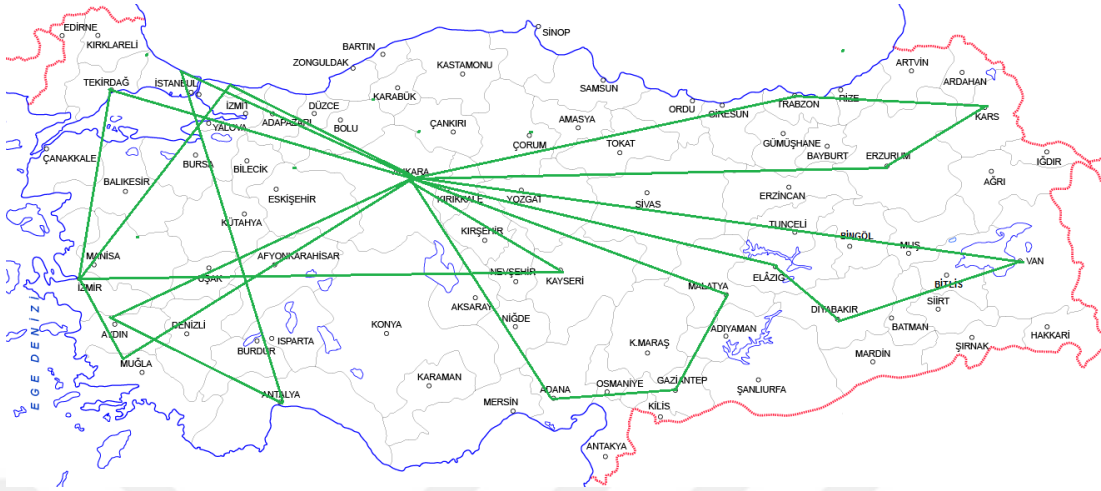 EDİRNE
KIRKLARELİ
TEKİRDAĞ
İSTANBUL
İZMİT
YALOVA
ADAPAZARI
DÜZCE
BOLU
ZONGULDAK
BARTIN
KARABÜK
KASTAMONU
SİNOP
SAMSUN
ÇANKIRI
ÇORUM
AMASYA
TOKAT
ORDU
GİRESUN
TRABZON
RİZE
ARTVİN
ARDAHAN
KARS
IĞDIR
AĞRI
GÜMÜŞHANE
BAYBURT
ERZURUM
ERZİNCAN
ÇANAKKALE
BALIKESİR
BURSA
BİLECİK
ESKİŞEHİR
KÜTAHYA
ANKARA
KIRIKKALE
YOZGAT
SİVAS
KIRŞEHİR
NEVŞEHİR
KAYSERİ
TUNCELİ
BİNGÖL
MUŞ
ELÂZIĞ
VAN
BİTLİS
SİİRT
MANİSA
İZMİR
UŞAK
AFYONKARAHİSAR
AYDIN
DENİZLİ
MUĞLA
BURDUR
ISPARTA
ANTALYA
KONYA
AKSARAY
NİĞDE
KARAMAN
MERSİN
ADANA
OSMANİYE
K.MARAŞ
GAZİANTEP
KİLİS
ANTAKYA
MALATYA
ADIYAMAN
ŞANLIURFA
DİYABAKIR
BATMAN
MARDİN
ŞIRNAK
HAKKARİ
EGE DENİZİ